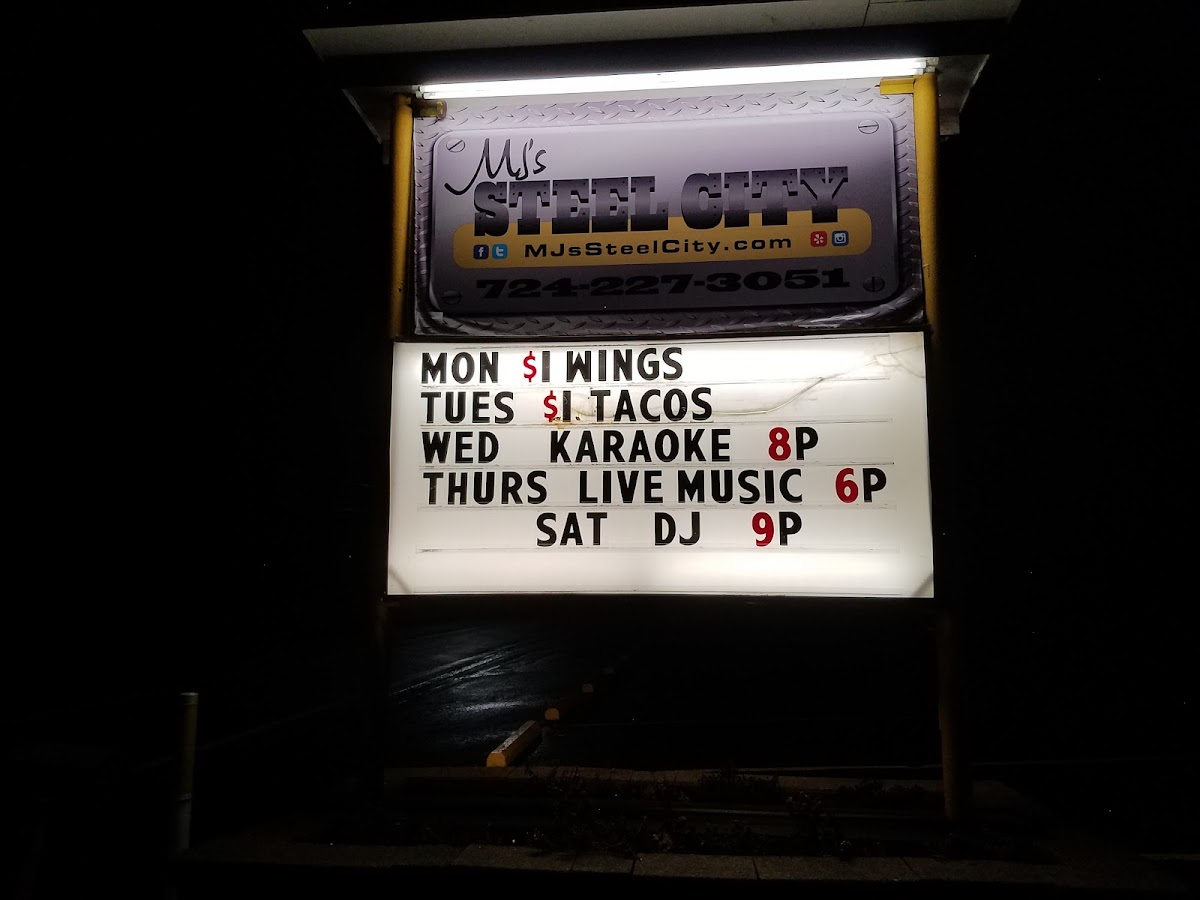 MJ's
STEEL CITY
MJsSteelCity.com
724-227-3051
MON $1 WINGS
TUES $1 TACOS
WED KARAOKE 8P
THURS LIVE MUSIC 6P
SAT DJ 9P